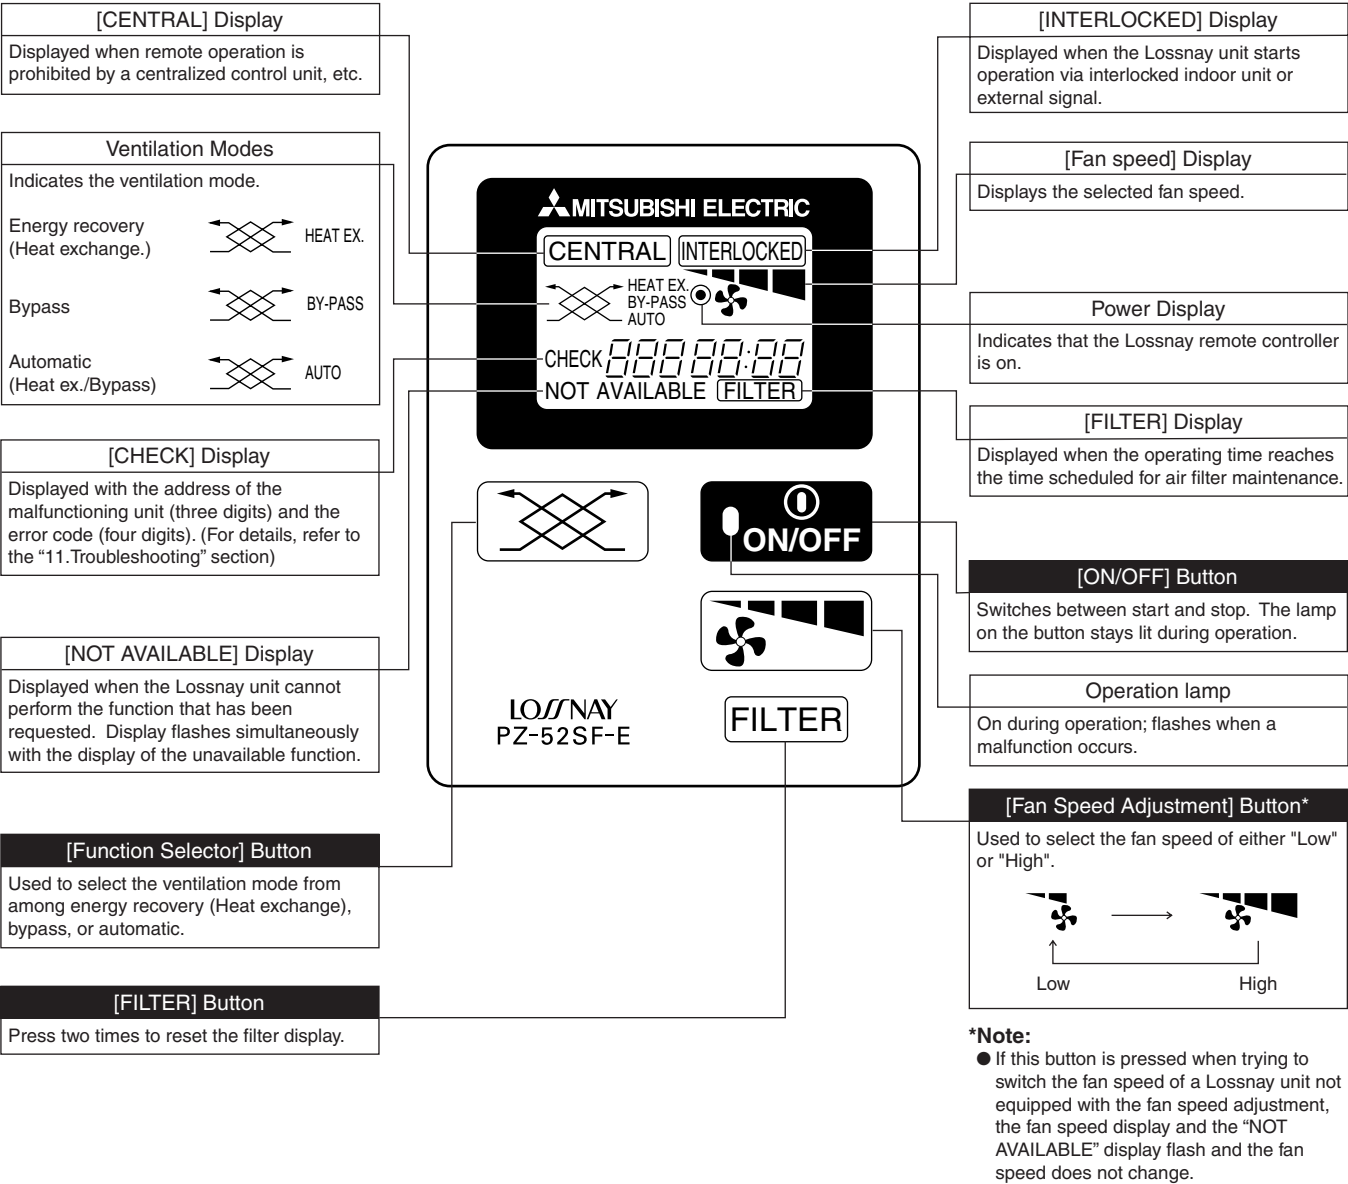 [CENTRAL] Display
Displayed when remote operation is
prohibited by a centralized control unit, etc.
Ventilation Modes
Indicates the ventilation mode.
Energy recovery
(Heat exchange.)
HEAT EX.
Bypass
BY-PASS
Automatic
(Heat ex./Bypass)
AUTO
[CHECK] Display
Displayed with the address of the
malfunctioning unit (three digits) and the
error code (four digits). (For details, refer to
the “11.Troubleshooting” section)
[NOT AVAILABLE] Display
Displayed when the Lossnay unit cannot
perform the function that has been
requested.  Display flashes simultaneously
with the display of the unavailable function.
[Function Selector] Button
Used to select the ventilation mode from
among energy recovery (Heat exchange),
bypass, or automatic.
[FILTER] Button
Press two times to reset the filter display.
MITSUBISHI ELECTRIC
CENTRAL
INTERLOCKED
HEAT EX.
BY-PASS
AUTO
CHECK 888 88:88
NOT AVAILABLE FILTER
ON/OFF
LOSSNAY
PZ-52SF-E
FILTER
[INTERLOCKED] Display
Displayed when the Lossnay unit starts
operation via interlocked indoor unit or
external signal.
[Fan speed] Display
Displays the selected fan speed.
Power Display
Indicates that the Lossnay remote controller
is on.
[FILTER] Display
Displayed when the operating time reaches
the time scheduled for air filter maintenance.
[ON/OFF] Button
Switches between start and stop.  The lamp
on the button stays lit during operation.
Operation lamp
On during operation; flashes when a
malfunction occurs.
[Fan Speed Adjustment] Button*
Used to select the fan speed of either "Low"
or "High".
Low
High
*Note:
● If this button is pressed when trying to
switch the fan speed of a Lossnay unit not
equipped with the fan speed adjustment,
the fan speed display and the “NOT
AVAILABLE” display flash and the fan
speed does not change.